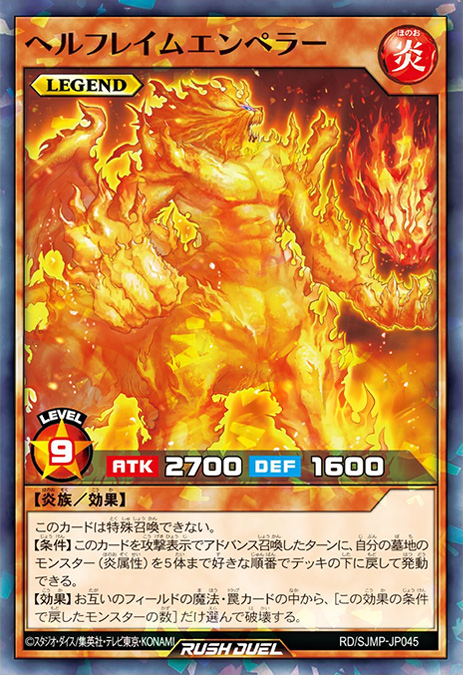 ヘルフレイムエンペラー
ほのお
炎
LEGEND
LEVEL
9
ATK 2700 DEF 1600
【炎族／効果】
このカードは特殊召喚できない。
【条件】このカードを攻撃表示でアドバンス召喚したターンに、自分の墓地の
モンスター（炎属性）を5体まで好きな順番でデッキの下に戻して発動
できる。
【効果】お互いのフィールドの魔法・罠カードの中から、［この効果の条件
で戻したモンスターの数］だけ選んで破壊する。
©スタジオ・ダイス/集英社・テレビ東京・KONAMI
RUSH DUEL
RD/SJMP-JP045